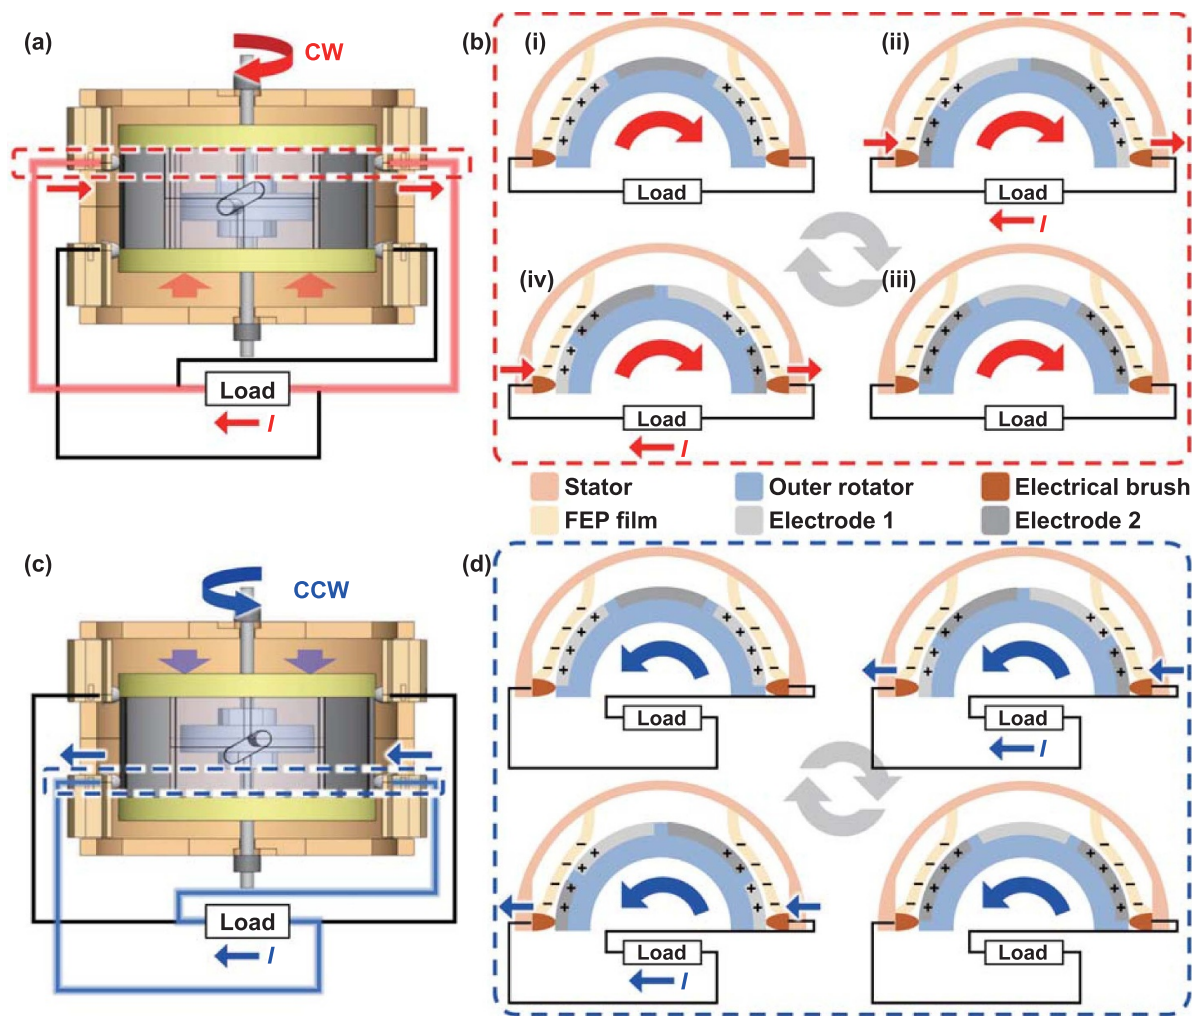 (a)
CW
Load
I
(b)
(i)
(ii)
Load
Load
I
(iv)
(iii)
Load
Load
I
Stator
Outer rotator
Electrical brush
FEP film
Electrode 1
Electrode 2
(c)
CCW
Load
I
(d)
Load
Load
I
Load
Load
I